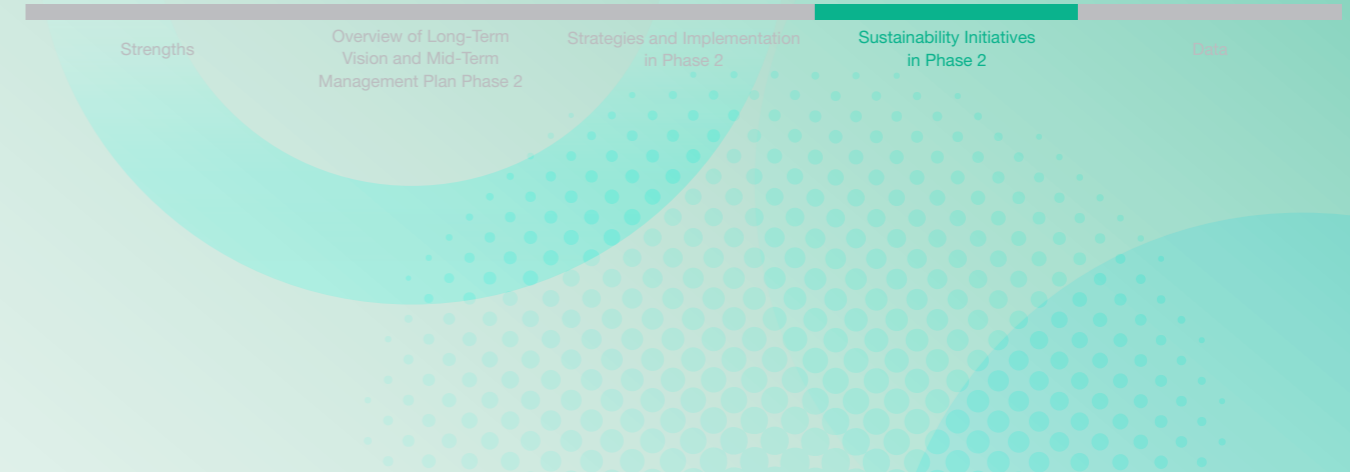 Strengths
Overview of Long-Term
Vision and Mid-Term
Management Plan Phase 2
Strategies and Implementation
in Phase 2
Sustainability Initiatives
in Phase 2
Data